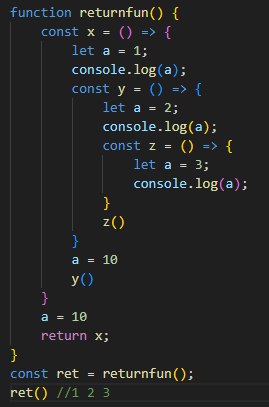 function returnfun() {
    const x = () => {
        let a = 1;
        console.log(a);
        const y = () => {
            let a = 2;
            console.log(a);
            const z = () => {
                let a = 3;
                console.log(a);
            }
            z()
        }
        a = 10
        y()
    }
    a = 10
    return x;
}
const ret = returnfun();
ret() //1 2 3